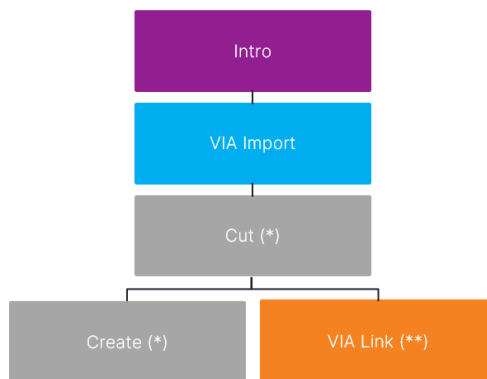 Intro
VIA Import
Cut (*)
Create (*)
VIA Link (**)